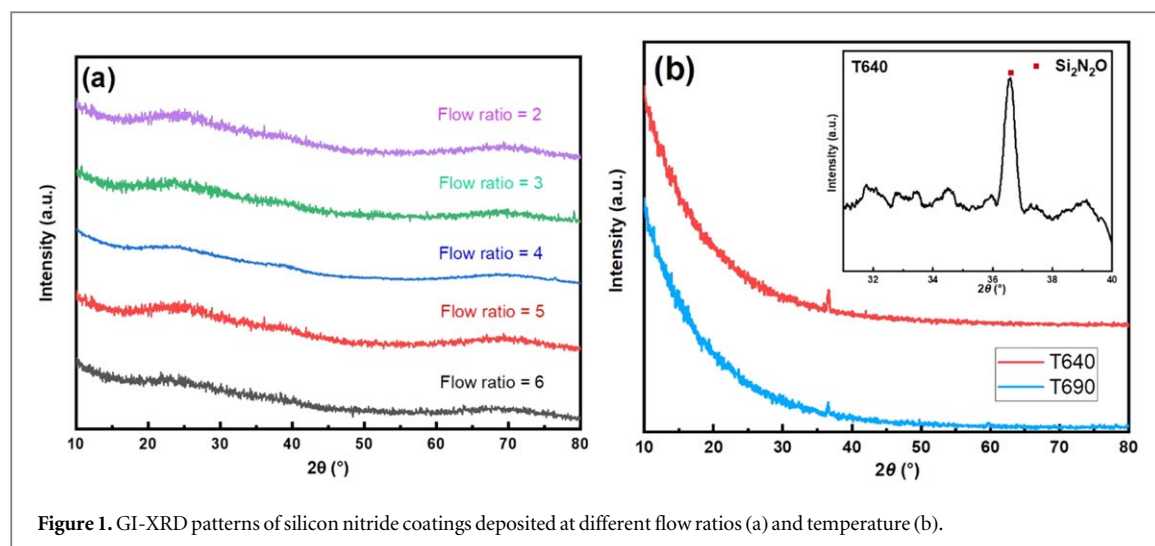 (a)
Flow ratio = 2
Flow ratio = 3
Flow ratio = 4
Flow ratio = 5
Flow ratio = 6
Intensity (a.u.)
10 20 30 40 50 60 70 80
2θ (°)
(b)
T640
Si₂N₂O
Intensity (a.u.)
32 34 36 38 40
2θ (°)
T640
T690
Intensity (a.u.)
10 20 30 40 50 60 70 80
2θ (°)
Figure 1. GI-XRD patterns of silicon nitride coatings deposited at different flow ratios (a) and temperature (b).